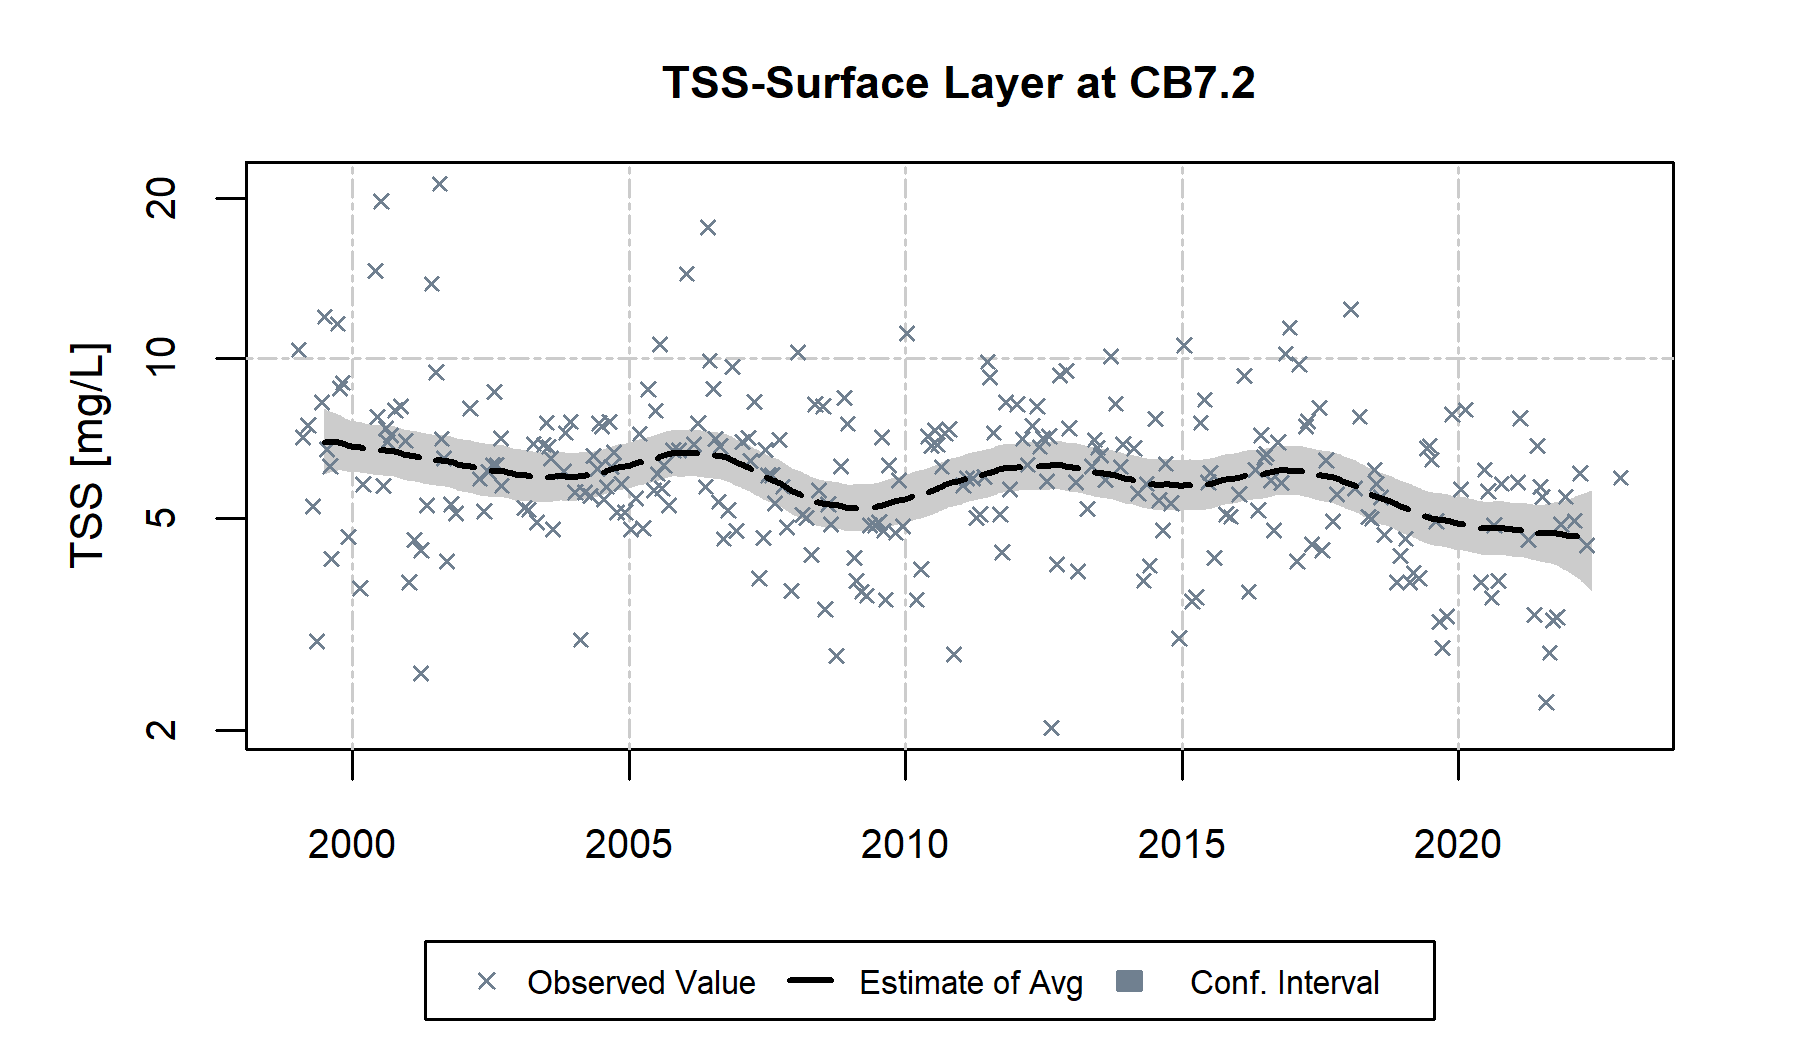 TSS-Surface Layer at CB7.2
TSS [mg/L]
20
10
5
2
2000 2005 2010 2015 2020
Observed Value Estimate of Avg Conf. Interval